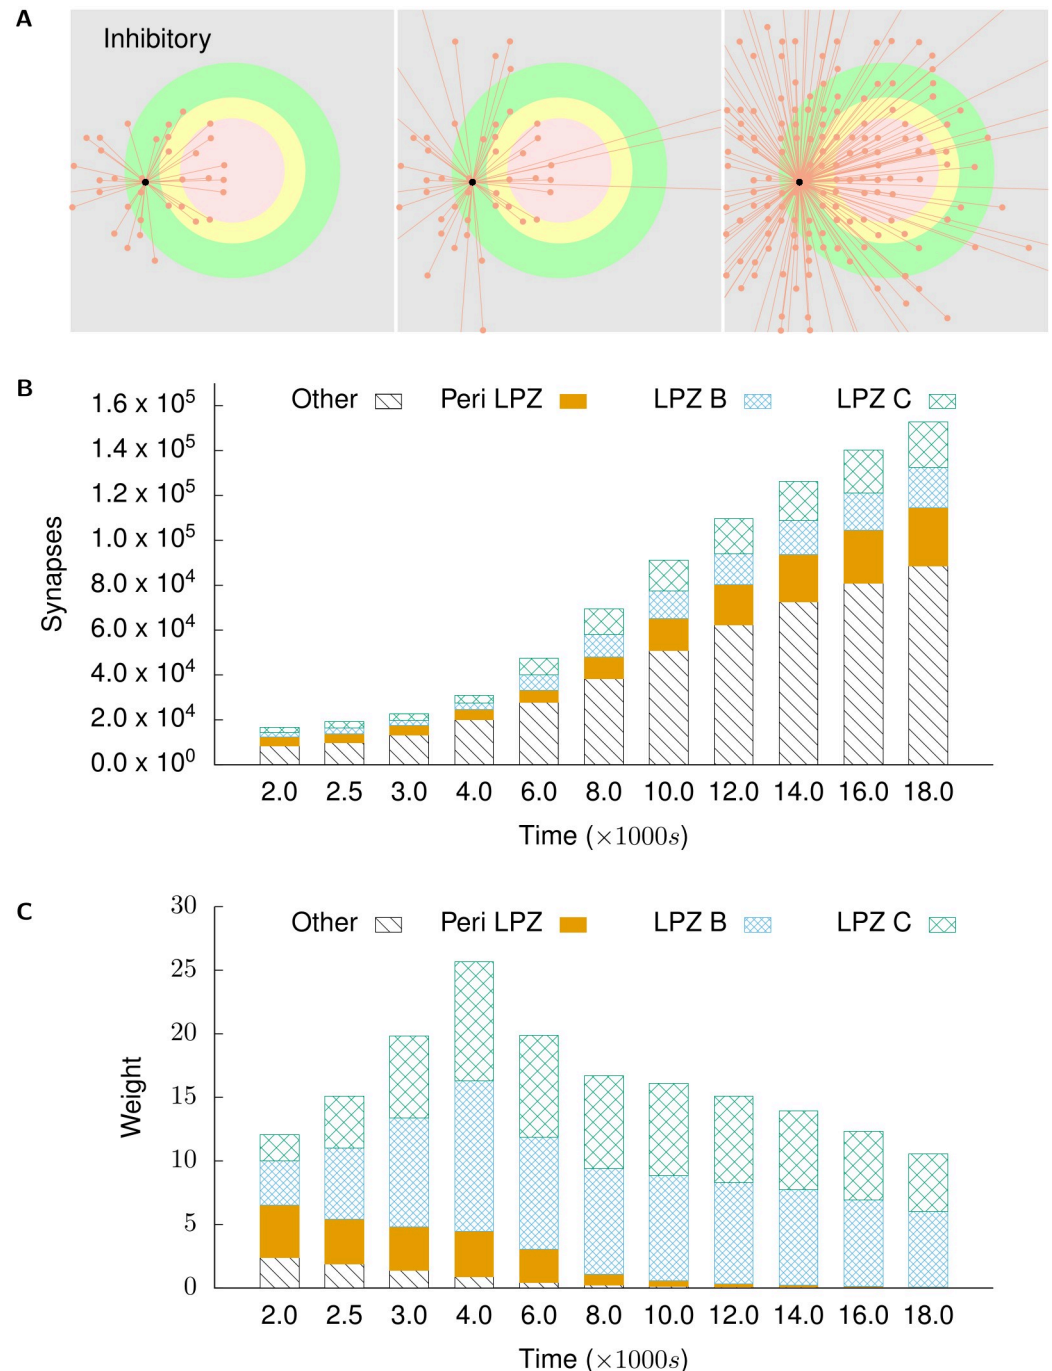 A
Inhibitory
B
Other Peri LPZ LPZ B LPZ C
1.6 x 10⁵
1.4 x 10⁵
1.2 x 10⁵
1.0 x 10⁵
8.0 x 10⁴
6.0 x 10⁴
4.0 x 10⁴
2.0 x 10⁴
0.0 x 10⁰
Synapses
2.0 2.5 3.0 4.0 6.0 8.0 10.0 12.0 14.0 16.0 18.0
Time (×1000s)
C
Other Peri LPZ LPZ B LPZ C
30
25
20
15
10
5
0
Weight
2.0 2.5 3.0 4.0 6.0 8.0 10.0 12.0 14.0 16.0 18.0
Time (×1000s)